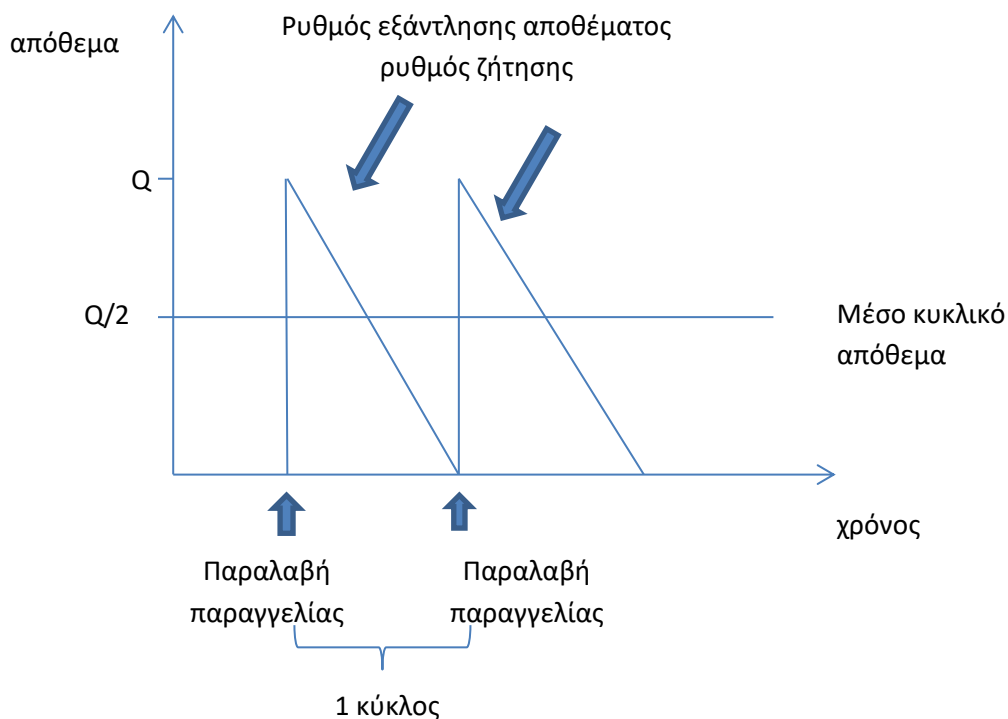 Ρυθμός εξάντλησης αποθέματος
ρυθμός ζήτησης
απόθεμα
Q
Q/2
Μέσο κυκλικό
απόθεμα
χρόνος
Παραλαβή
παραγγελίας
Παραλαβή
παραγγελίας
1 κύκλος